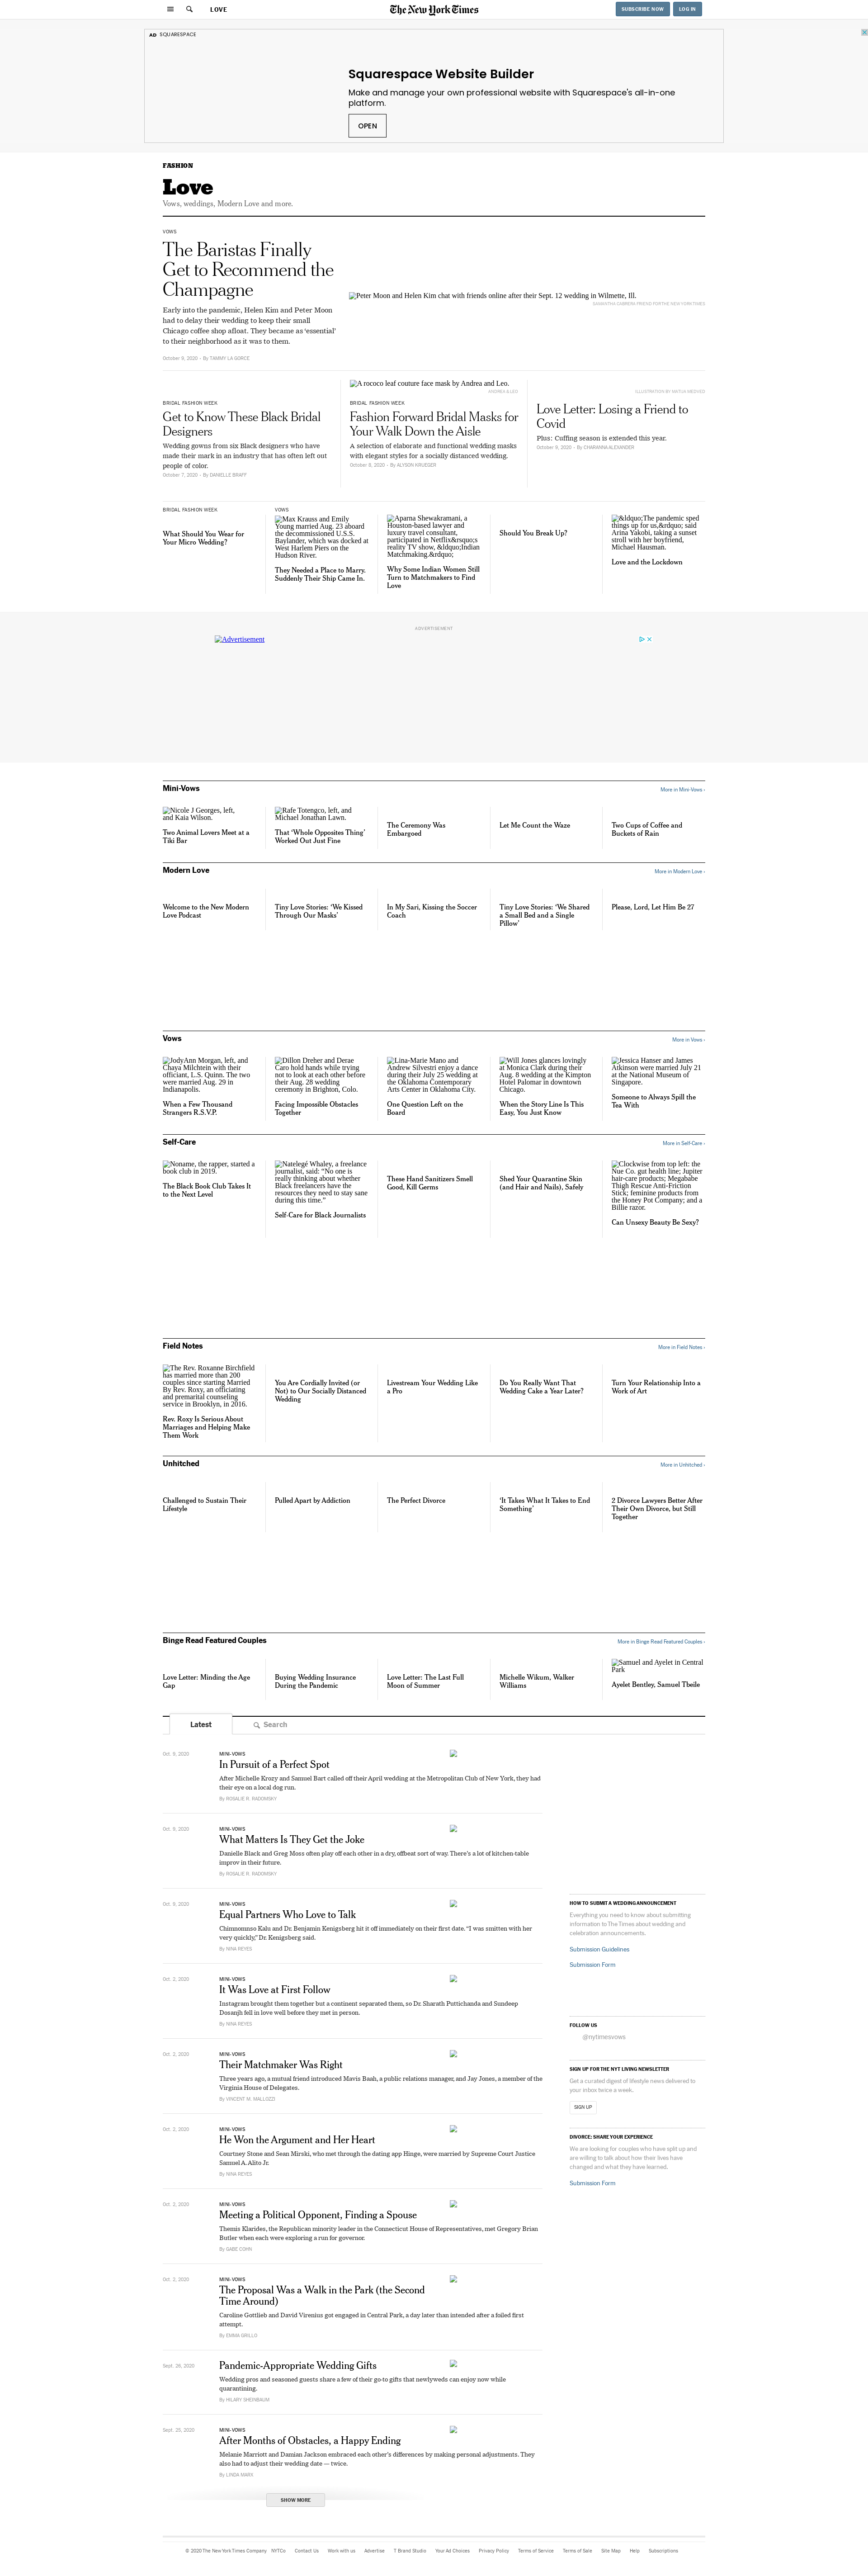 LOVE
The New York Times
SUBSCRIBE NOW
LOG IN
AD SQUARESPACE
Squarespace Website Builder
Make and manage your own professional website with Squarespace's all-in-one
platform.
OPEN
FASHION
Love
Vows, weddings, Modern Love and more.
VOWS
The Baristas Finally
Get to Recommend the
Champagne
Early into the pandemic, Helen Kim and Peter Moon
had to delay their wedding to keep their small
Chicago coffee shop afloat. They became as ‘essential’
to the neighborhood as it was to them.
October 9, 2020 - By TAMMY LA GORCE
Peter Moon and Helen Kim chat with friends online after their Sept. 12 wedding in Wilmette, Ill.
SAMANTHA CABRERA FRIEND FOR THE NEW YORK TIMES
BRIDAL FASHION WEEK
Get to Know These Black Bridal
Designers
Wedding gowns from six Black designers who have
made their mark in an industry that has often left out
people of color.
October 7, 2020 - By DANIELLE BRAFF
A rococo leaf couture face mask by Andrea and Leo.
ANDREA & LEO
BRIDAL FASHION WEEK
Fashion Forward Bridal Masks for
Your Walk Down the Aisle
A selection of elaborate and functional wedding masks
with elegant styles for a socially distanced wedding.
October 8, 2020 - By ALYSON KRUEGER
ILLUSTRATION BY SHITIJA MEDVED
Love Letter: Losing a Friend to
Covid
Plus: Cuffing season is extended this year.
October 9, 2020 - By CHARANNA ALEXANDER
BRIDAL FASHION WEEK
What Should You Wear for
Your Micro Wedding?
VOWS
Max Krauss and Emily
Young married Aug. 23 aboard
the decommissioned U.S.S.
Baylander, which was docked at
West Harlem Piers on the
Hudson River.
They Needed a Place to Marry.
Suddenly Their Ship Came In.
Aparna Shewakramani, a
Houston-based lawyer and
luxury travel consultant,
participated in Netflix&rsquo;s
reality TV show, &ldquo;Indian
Matchmaking.&rdquo;
Why Some Indian Women Still
Turn to Matchmakers to Find
Love
Should You Break Up?
&ldquo;The pandemic sped
things up for us,&rdquo; said
Arina Yakobi, taking a sunset
stroll with her boyfriend,
Michael Hausman.
Love and the Lockdown
ADVERTISEMENT
Advertisement
Mini-Vows
More in Mini-Vows ›
Nicole J Georges, left,
and Kaia Wilson.
Two Animal Lovers Meet at a
Tiki Bar
Rafe Totengco, left, and
Michael Jonathan Lawn.
That ‘Whole Opposites Thing’
Worked Out Just Fine
The Ceremony Was
Embargoed
Let Me Count the Waze
Two Cups of Coffee and
Buckets of Rain
Modern Love
More in Modern Love ›
Welcome to the New Modern
Love Podcast
Tiny Love Stories: ‘We Kissed
Through Our Masks’
In My Sari, Kissing the Soccer
Coach
Tiny Love Stories: ‘We Shared
a Small Bed and a Single
Pillow’
Please, Lord, Let Him Be 27
Vows
More in Vows ›
JodyAnn Morgan, left, and
Chaya Milchtein with their
officiant, L.S. Quinn. The two
were married Aug. 29 in
Indianapolis.
When a Few Thousand
Strangers R.S.V.P.
Dillon Dreher and Derae
Caro hold hands while trying
not to look at each other before
their Aug. 28 wedding
ceremony in Brighton, Colo.
Facing Impossible Obstacles
Together
Lina-Marie Mano and
Andrew Silvestri enjoy a dance
during their July 25 wedding at
the Oklahoma Contemporary
Arts Center in Oklahoma City.
One Question Left on the
Board
Will Jones glances lovingly
at Monica Clark during their
Aug. 8 wedding at the Kimpton
Hotel Palomar in downtown
Chicago.
When the Story Line Is This
Easy, You Just Know
Jessica Hanser and James
Atkinson were married July 21
at the National Museum of
Singapore.
Someone to Always Spill the
Tea With
Self-Care
More in Self-Care ›
Noname, the rapper, started a
book club in 2019.
The Black Book Club Takes It
to the Next Level
Natelegé Whaley, a freelance
journalist, said: “No one is
really thinking about whether
Black freelancers have the
resources they need to stay sane
during this time.”
Self-Care for Black Journalists
These Hand Sanitizers Smell
Good, Kill Germs
Shed Your Quarantine Skin
(and Hair and Nails), Safely
Clockwise from top left: the
Nue Co. gut health line; Jupiter
hair-care products; Megababe
Thigh Rescue Anti-Friction
Stick; feminine products from
the Honey Pot Company; and a
Billie razor.
Can Unsexy Beauty Be Sexy?
Field Notes
More in Field Notes ›
The Rev. Roxanne Birchfield
has married more than 200
couples since starting Married
By Rev. Roxy, an officiating
and premarital counseling
service in Brooklyn, in 2016.
Rev. Roxy Is Serious About
Marriages and Helping Make
Them Work
You Are Cordially Invited (or
Not) to Our Socially Distanced
Wedding
Livestream Your Wedding Like
a Pro
Do You Really Want That
Wedding Cake a Year Later?
Turn Your Relationship Into a
Work of Art
Unhitched
More in Unhitched ›
Challenged to Sustain Their
Lifestyle
Pulled Apart by Addiction
The Perfect Divorce
‘It Takes What It Takes to End
Something’
2 Divorce Lawyers Better After
Their Own Divorce, but Still
Together
Binge Read Featured Couples
More in Binge Read Featured Couples ›
Love Letter: Minding the Age
Gap
Buying Wedding Insurance
During the Pandemic
Love Letter: The Last Full
Moon of Summer
Michelle Wikum, Walker
Williams
Samuel and Ayelet in Central
Park
Ayelet Bentley, Samuel Theile
Latest
Search
Oct. 9, 2020
MINI-VOWS
In Pursuit of a Perfect Spot
After Michelle Krozy and Samuel Bart called off their April wedding at the Metropolitan Club of New York, they had
their eye on a local dog run.
By ROSALIE R. RADOMSKY
Oct. 9, 2020
MINI-VOWS
What Matters Is They Get the Joke
Danielle Black and Greg Moss often play off each other in a dry, offbeat sort of way. There’s a lot of kitchen-table
improv in their future.
By ROSALIE R. RADOMSKY
Oct. 9, 2020
MINI-VOWS
Equal Partners Who Love to Talk
Chimnomnso Kalu and Dr. Benjamin Kenigsberg hit it off immediately on their first date. “I was smitten with her
very quickly,” Dr. Kenigsberg said.
By NINA REYES
Oct. 2, 2020
MINI-VOWS
It Was Love at First Follow
Instagram brought them together but a continent separated them, so Dr. Sharath Puttichanda and Sundeep
Dosanjh fell in love well before they met in person.
By NINA REYES
Oct. 2, 2020
MINI-VOWS
Their Matchmaker Was Right
Three years ago, a mutual friend introduced Mavis Baah, a public relations manager, and Jay Jones, a member of the
Virginia House of Delegates.
By VINCENT M. MALLOZZI
Oct. 2, 2020
MINI-VOWS
He Won the Argument and Her Heart
Courtney Stone and Sean Mirski, who met through the dating app Hinge, were married by Supreme Court Justice
Samuel A. Alito Jr.
By NINA REYES
Oct. 2, 2020
MINI-VOWS
Meeting a Political Opponent, Finding a Spouse
Themis Klarides, the Republican minority leader in the Connecticut House of Representatives, met Gregory Brian
Butler when each were exploring a run for governor.
By GABE COHN
Oct. 2, 2020
MINI-VOWS
The Proposal Was a Walk in the Park (the Second
Time Around)
Caroline Gottlieb and David Virenius got engaged in Central Park, a day later than intended after a foiled first
attempt.
By EMMA GRILLO
Sept. 26, 2020
Pandemic-Appropriate Wedding Gifts
Wedding pros and seasoned guests share a few of their go-to gifts that newlyweds can enjoy now while
quarantining.
By HILARY SHEINBAUM
Sept. 25, 2020
MINI-VOWS
After Months of Obstacles, a Happy Ending
Melanie Marriott and Damian Jackson embraced each other’s differences by making personal adjustments. They
also had to adjust their wedding date — twice.
By LINDA MARX
SHOW MORE
HOW TO SUBMIT A WEDDING ANNOUNCEMENT
Everything you need to know about submitting
information to The Times about wedding and
celebration announcements.
Submission Guidelines
Submission Form
FOLLOW US
@nytimesvows
SIGN UP FOR THE NYT LIVING NEWSLETTER
Get a curated digest of lifestyle news delivered to
your inbox twice a week.
SIGN UP
DIVORCE: SHARE YOUR EXPERIENCE
We are looking for couples who have split up and
are willing to talk about how their lives have
changed and what they have learned.
Submission Form
© 2020 The New York Times Company NYTCo Contact Us Work with us Advertise T Brand Studio Your Ad Choices Privacy Policy Terms of Service Terms of Sale Site Map Help Subscriptions